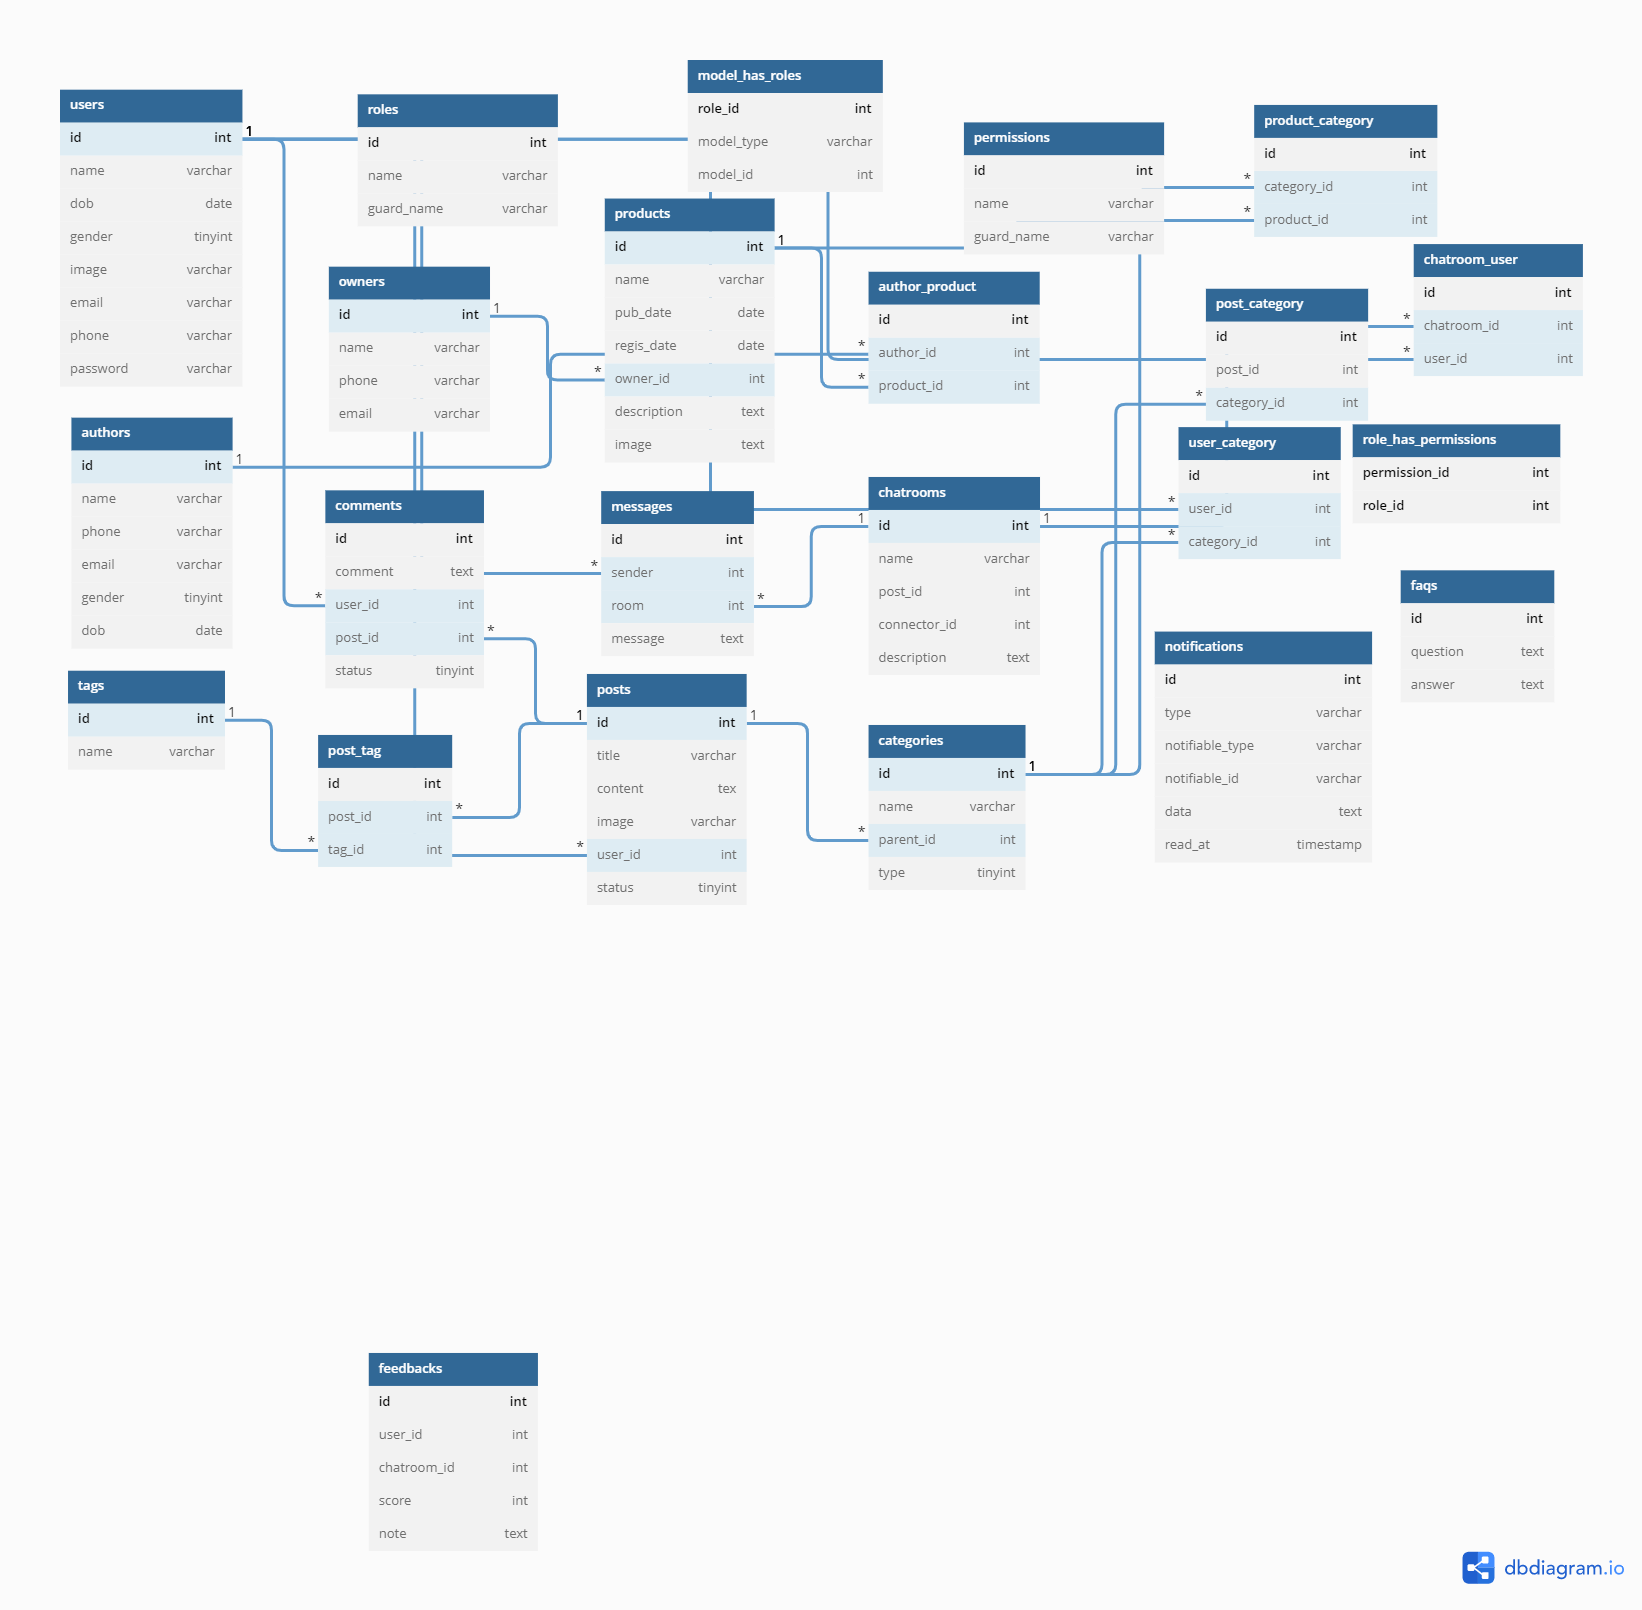 users
id int
name varchar
dob date
gender tinyint
image varchar
email varchar
phone varchar
password varchar
1
roles
id int
name varchar
guard_name varchar
model_has_roles
role_id int
model_type varchar
model_id int
permissions
id int
name varchar
guard_name varchar
product_category
id int
* category_id int
* product_id int
products
id int 1
name varchar
pub_date date
regis_date date
* owner_id int
description text
image text
owners
id int 1
name varchar
phone varchar
email varchar
author_product
id int
* author_id int
* product_id int
chatroom_user
id int
* chatroom_id int
* user_id int
post_category
id int
post_id int
* category_id int
authors
id int 1
name varchar
phone varchar
email varchar
gender tinyint
dob date
user_category
id int
* user_id int
* category_id int
role_has_permissions
permission_id int
role_id int
comments
id int
comment text
* user_id int
post_id int *
status tinyint
messages
id int
* sender int
room int *
message text
chatrooms
1 id int 1
name varchar
post_id int
connector_id int
description text
faqs
id int
question text
answer text
notifications
id int
type varchar
notifiable_type varchar
notifiable_id varchar
data text
read_at timestamp
tags
id int 1
name varchar
post_tag
id int
post_id int *
* tag_id int
posts
1 id int 1
title varchar
content tex
image varchar
* user_id int
status tinyint
categories
id int 1
name varchar
* parent_id int
type tinyint
feedbacks
id int
user_id int
chatroom_id int
score int
note text
dbdiagram.io